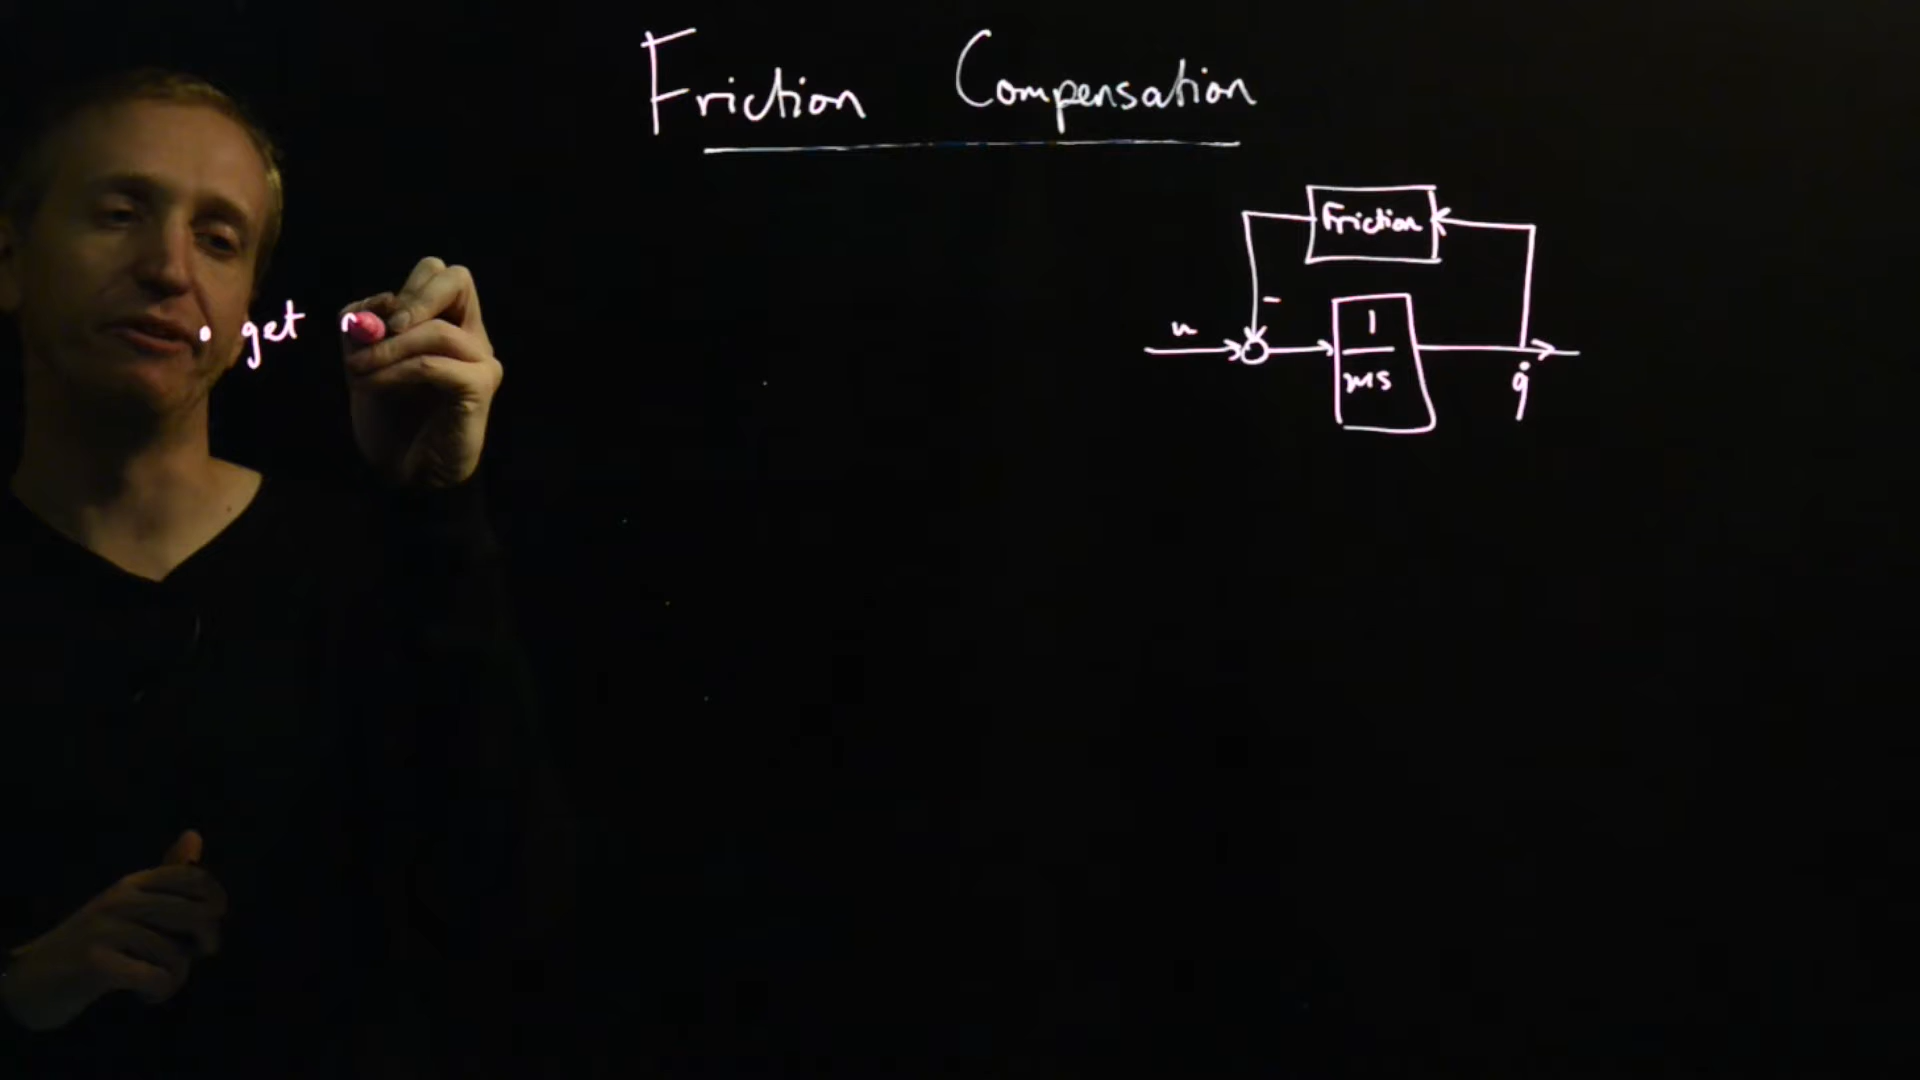 Friction Compensation
Friction
-
• get
u
1
ms
q̇